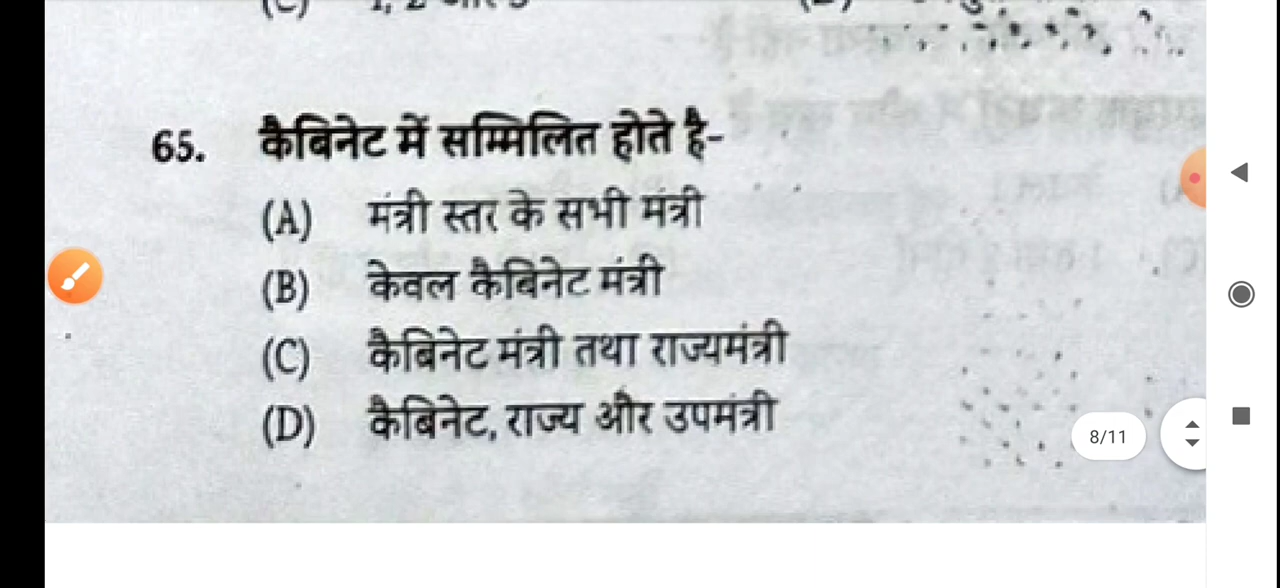 65. कैबिनेट में सम्मिलित होते है-
(A) मंत्री स्तर के सभी मंत्री
(B) केवल कैबिनेट मंत्री
(C) कैबिनेट मंत्री तथा राज्यमंत्री
(D) कैबिनेट, राज्य और उपमंत्री
8/11